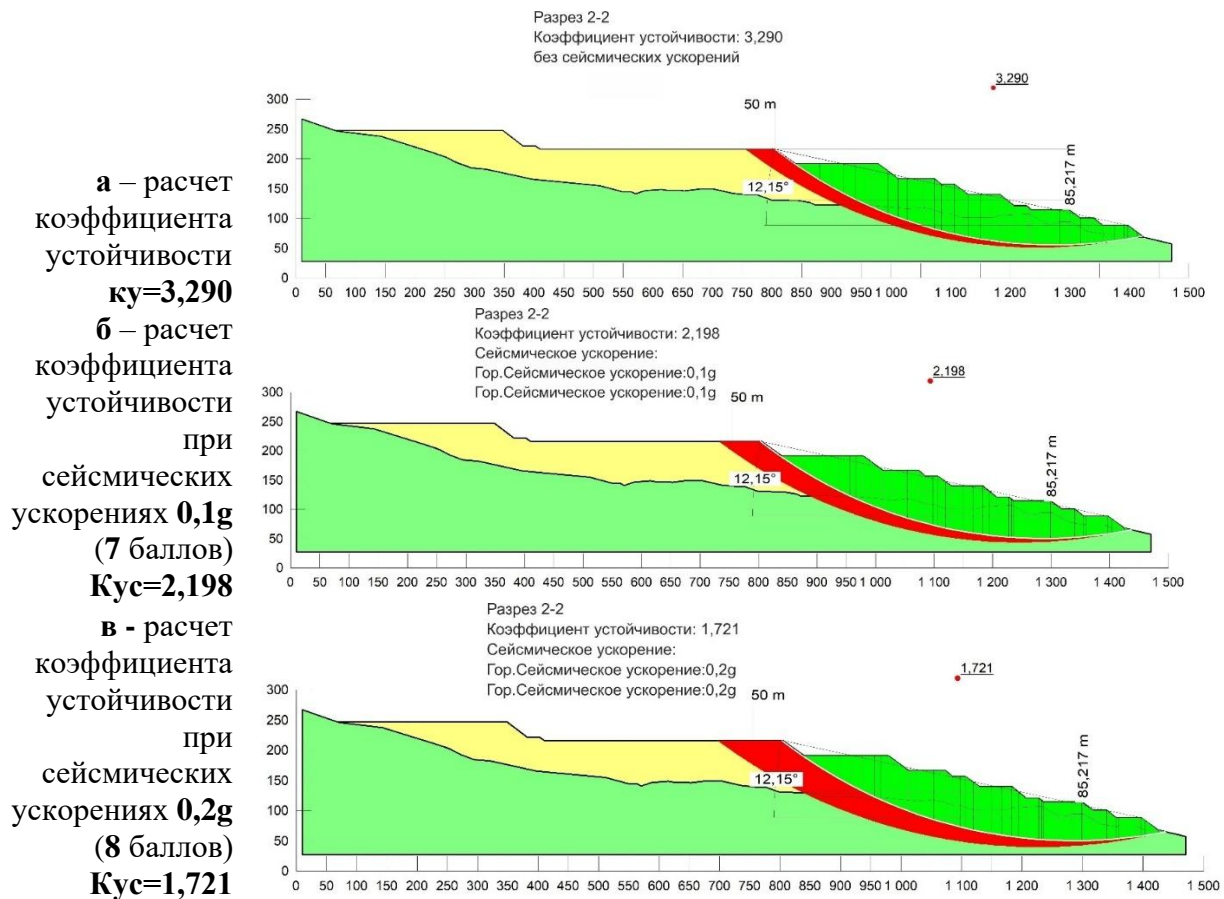 а – расчет
коэффициента
устойчивости
ку=3,290
б – расчет
коэффициента
устойчивости
при
сейсмических
ускорениях 0,1g
(7 баллов)
Кус=2,198
в - расчет
коэффициента
устойчивости
при
сейсмических
ускорениях 0,2g
(8 баллов)
Кус=1,721
Разрез 2-2
Коэффициент устойчивости: 3,290
без сейсмических ускорений
3,290
50 m
300
250
200
150
100
50
0
12,15°
85,217 m
0 50 100 150 200 250 300 350 400 450 500 550 600 650 700 750 800 850 900 950 1 000 1 100 1 200 1 300 1 400 1 500
Разрез 2-2
Коэффициент устойчивости: 2,198
Сейсмическое ускорение:
Гор.Сейсмическое ускорение:0,1g
Гор.Сейсмическое ускорение:0,1g
2,198
50 m
300
250
200
150
100
50
0
12,15°
85,217 m
0 50 100 150 200 250 300 350 400 450 500 550 600 650 700 750 800 850 900 950 1 000 1 100 1 200 1 300 1 400 1 500
Разрез 2-2
Коэффициент устойчивости: 1,721
Сейсмическое ускорение:
Гор.Сейсмическое ускорение:0,2g
Гор.Сейсмическое ускорение:0,2g
1,721
50 m
300
250
200
150
100
50
0
12,15°
85,217 m
0 50 100 150 200 250 300 350 400 450 500 550 600 650 700 750 800 850 900 950 1 000 1 100 1 200 1 300 1 400 1 500